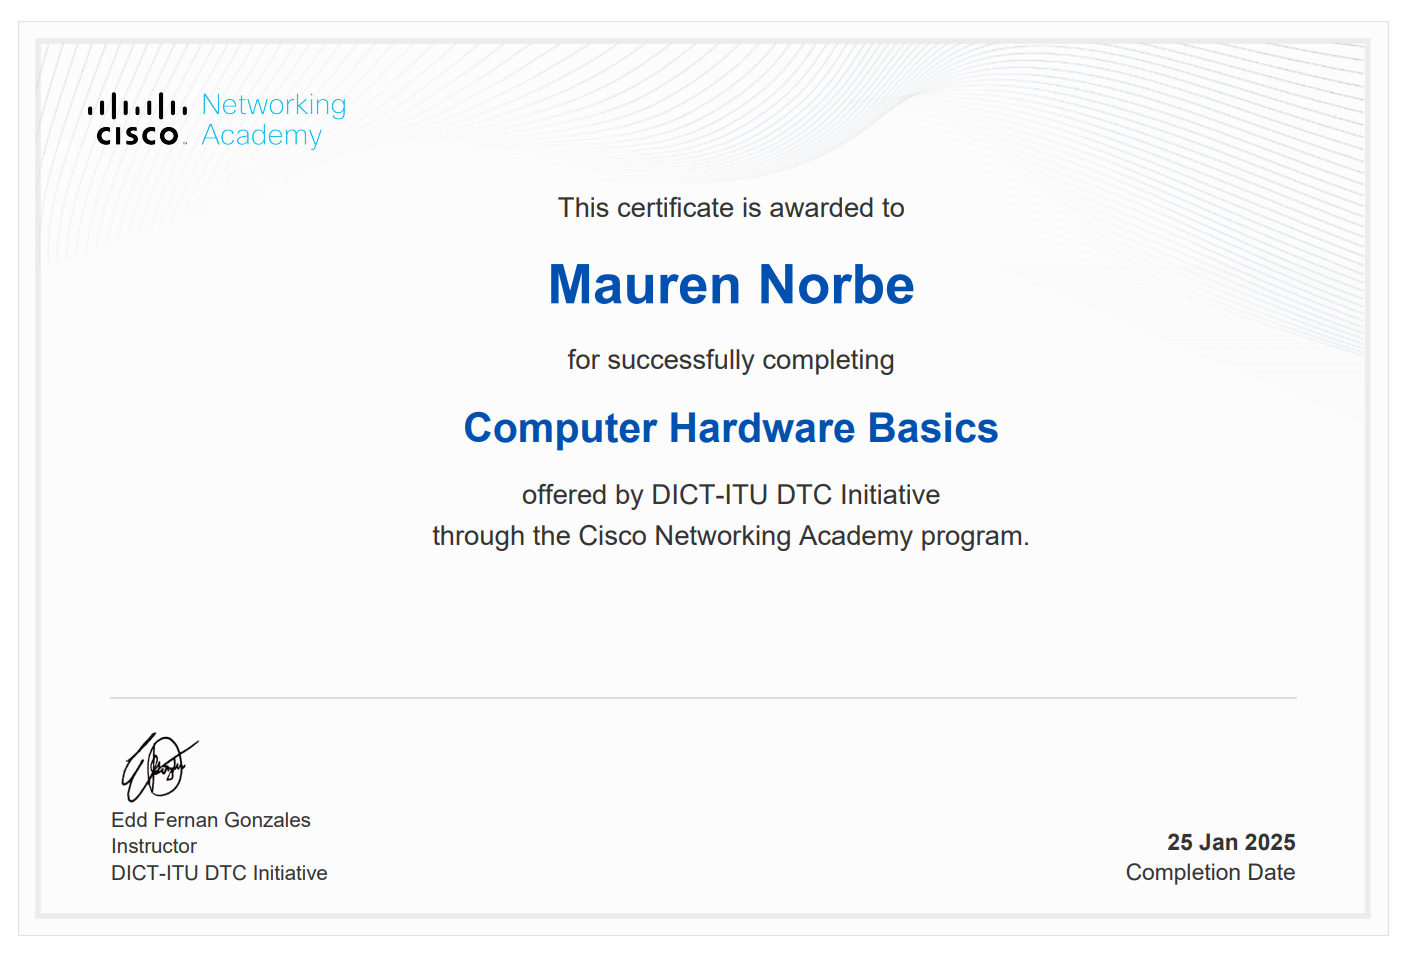 Networking
CISCO Academy
This certificate is awarded to
Mauren Norbe
for successfully completing
Computer Hardware Basics
offered by DICT-ITU DTC Initiative
through the Cisco Networking Academy program.
Edd Fernan Gonzales
Instructor
DICT-ITU DTC Initiative
25 Jan 2025
Completion Date